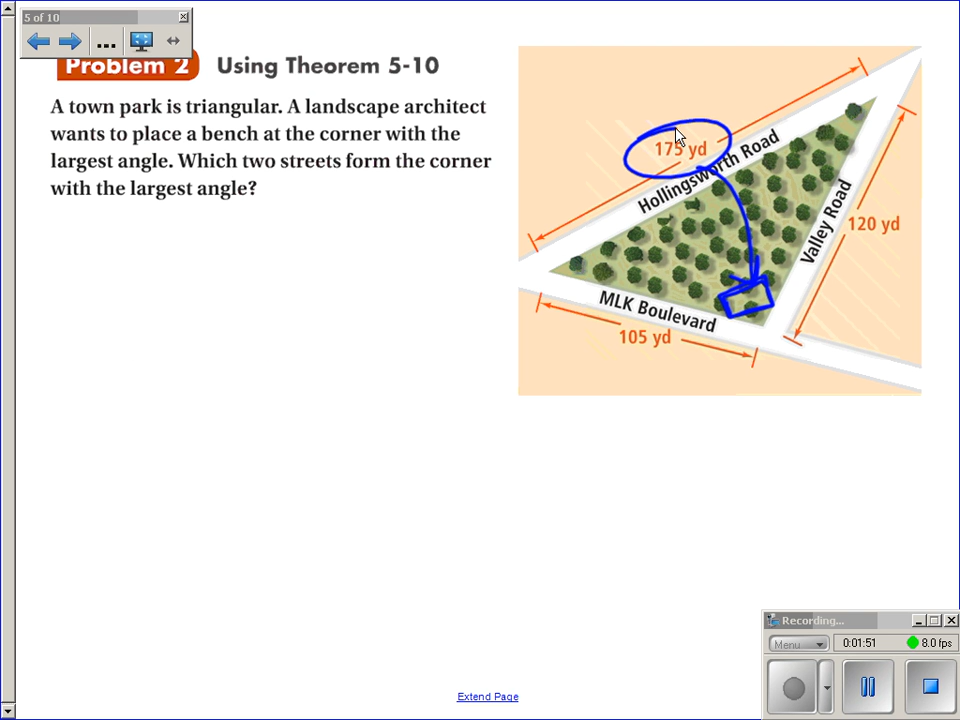 5 of 10
Problem 2 Using Theorem 5-10
A town park is triangular. A landscape architect
wants to place a bench at the corner with the
largest angle. Which two streets form the corner
with the largest angle?
175 yd
Hollingsworth Road
Valley Road
120 yd
MLK Boulevard
105 yd
Recording...
Menu
0:01:51
8.0 fps
Extend Page